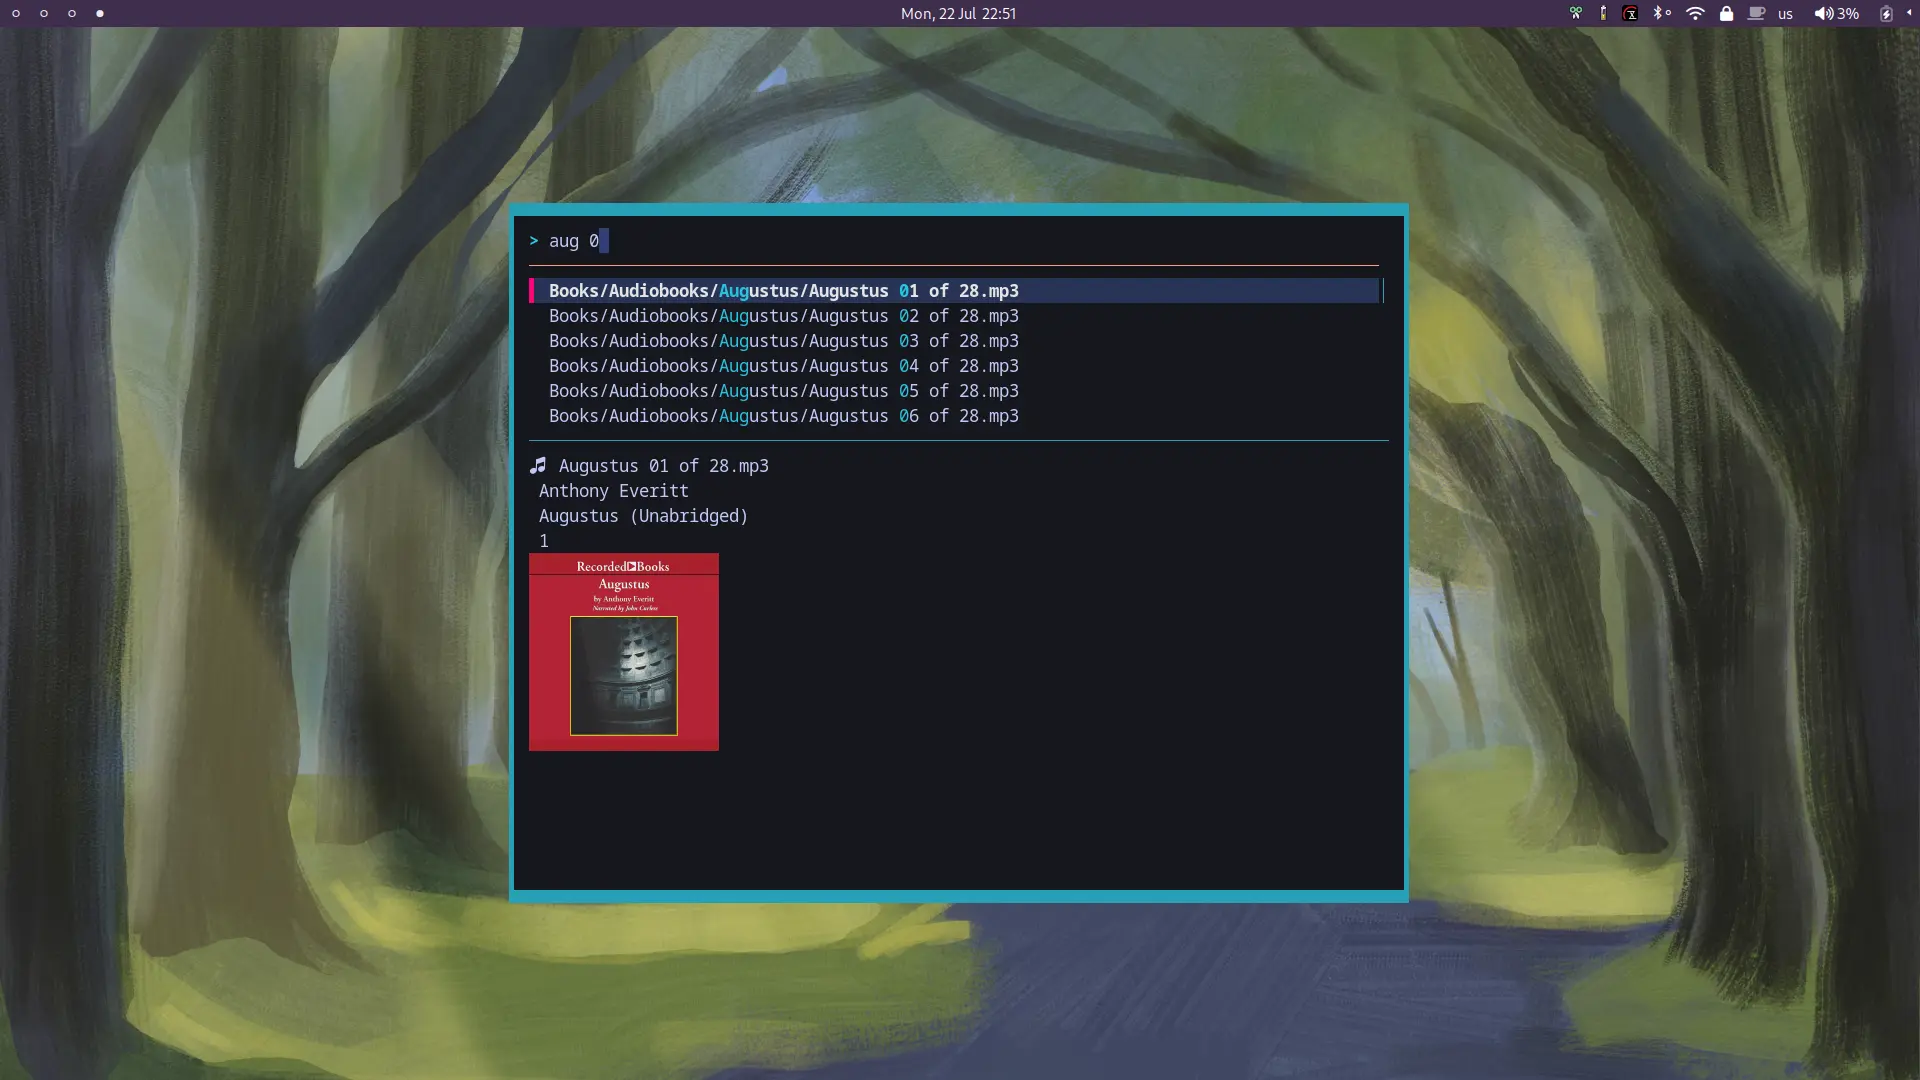 Mon, 22 Jul 22:51
us
3%
> aug 0
Books/Audiobooks/Augustus/Augustus 01 of 28.mp3
Books/Audiobooks/Augustus/Augustus 02 of 28.mp3
Books/Audiobooks/Augustus/Augustus 03 of 28.mp3
Books/Audiobooks/Augustus/Augustus 04 of 28.mp3
Books/Audiobooks/Augustus/Augustus 05 of 28.mp3
Books/Audiobooks/Augustus/Augustus 06 of 28.mp3
Augustus 01 of 28.mp3
Anthony Everitt
Augustus (Unabridged)
1
Recorded Books
Augustus
by Anthony Everitt
Narrated by John Curless